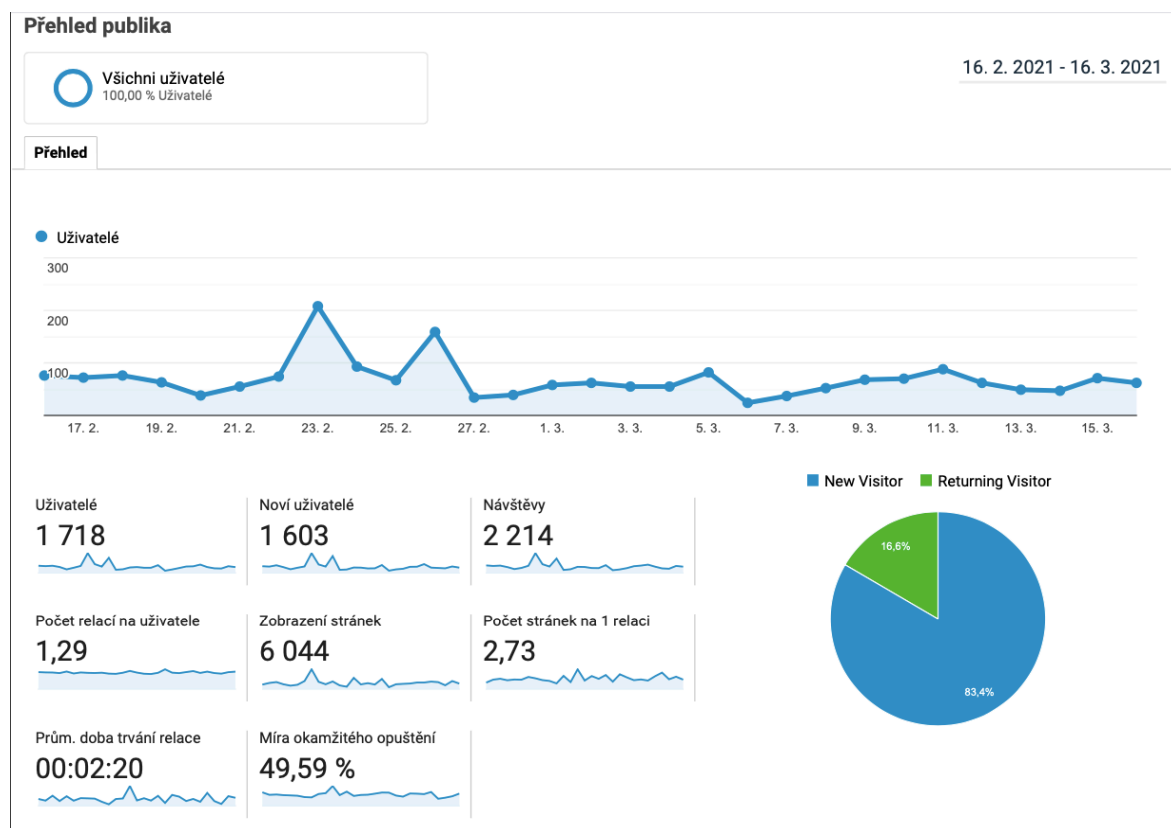 Přehled publika
Všichni uživatelé
100,00 % Uživatelé
16. 2. 2021 - 16. 3. 2021
Přehled
Uživatelé
300
200
100
17. 2. 19. 2. 21. 2. 23. 2. 25. 2. 27. 2. 1. 3. 3. 3. 5. 3. 7. 3. 9. 3. 11. 3. 13. 3. 15. 3.
New Visitor Returning Visitor
16,6%
83,4%
Uživatelé Noví uživatelé Návštěvy
1 718 1 603 2 214
Počet relací na uživatele Zobrazení stránek Počet stránek na 1 relaci
1,29 6 044 2,73
Prům. doba trvání relace Míra okamžitého opuštění
00:02:20 49,59 %